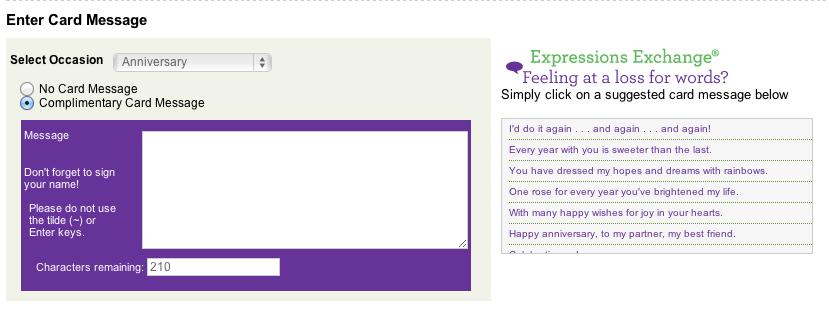 Enter Card Message
Select Occasion
Anniversary
No Card Message
Complimentary Card Message
Message
Don't forget to sign
your name!
Please do not use
the tilde (~) or
Enter keys.
Characters remaining: 210
Expressions Exchange®
Feeling at a loss for words?
Simply click on a suggested card message below
I'd do it again . . . and again . . . and again!
Every year with you is sweeter than the last.
You have dressed my hopes and dreams with rainbows.
One rose for every year you've brightened my life.
With many happy wishes for joy in your hearts.
Happy anniversary, to my partner, my best friend.